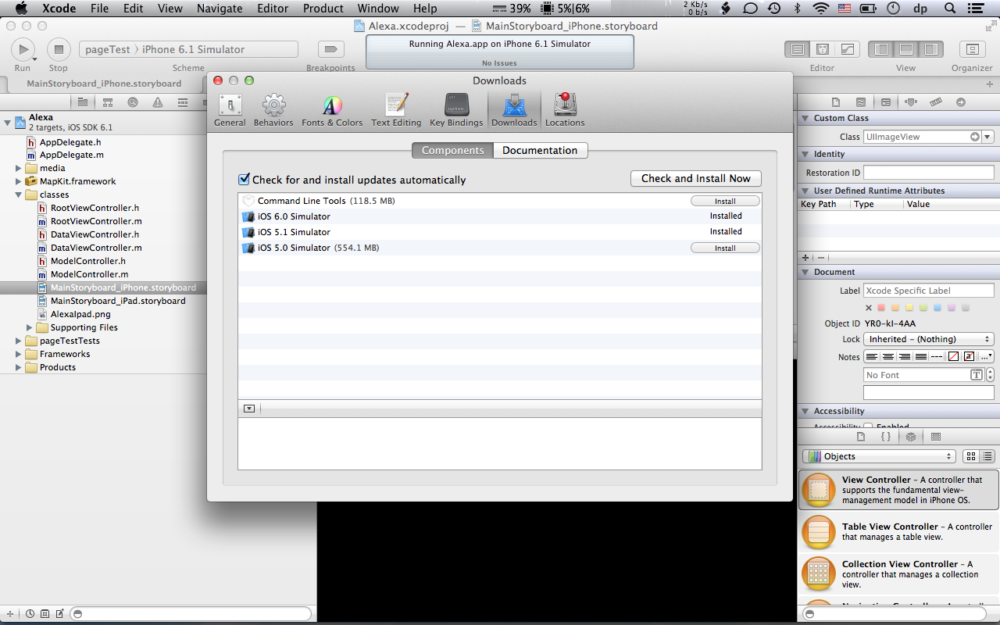 Xcode File Edit View Navigate Editor Product Window Help 39% 5%|6% 2 Kb/s 0 b/s dp
Alexa.xcodeproj — MainStoryboard_iPhone.storyboard
Run Stop
pageTest iPhone 6.1 Simulator
Scheme
Breakpoints
Running Alexa.app on iPhone 6.1 Simulator
No Issues
Editor View Organizer
MainStoryboard_iPhone.storyboard
Alexa
2 targets, iOS SDK 6.1
h AppDelegate.h
m AppDelegate.m
media
MapKit.framework
classes
h RootViewController.h
m RootViewController.m
h DataViewController.h
m DataViewController.m
h ModelController.h
m ModelController.m
MainStoryboard_iPhone.storyboard
MainStoryboard_iPad.storyboard
AlexaIpad.png
Supporting Files
pageTestTests
Frameworks
Products
Downloads
General Behaviors Fonts & Colors Text Editing Key Bindings Downloads Locations
alt
option
Components Documentation
Check for and install updates automatically
Check and Install Now
Command Line Tools (118.5 MB) Install
iOS 6.0 Simulator Installed
iOS 5.1 Simulator Installed
iOS 5.0 Simulator (554.1 MB) Install
Custom Class
Class UIImageView
Identity
Restoration ID
User Defined Runtime Attributes
Key Path Type Value
Document
Label Xcode Specific Label
Object ID YR0-kI-4AA
Lock Inherited - (Nothing)
Notes
No Font T
Accessibility
Accessibility Enabled
Objects
View Controller - A controller that
supports the fundamental view-
management model in iPhone OS.
Table View Controller - A controller
that manages a table view.
Collection View Controller - A
controller that manages a collection
view.